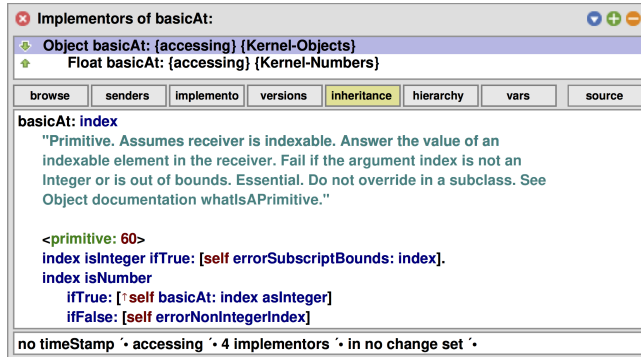 Implementors of basicAt:
Object basicAt: {accessing} {Kernel-Objects}
Float basicAt: {accessing} {Kernel-Numbers}
browse senders implemento versions inheritance hierarchy vars source
basicAt: index
"Primitive. Assumes receiver is indexable. Answer the value of an
indexable element in the receiver. Fail if the argument index is not an
Integer or is out of bounds. Essential. Do not override in a subclass. See
Object documentation whatIsAPrimitive."
<primitive: 60>
index isInteger ifTrue: [self errorSubscriptBounds: index].
index isNumber
ifTrue: [↑self basicAt: index asInteger]
ifFalse: [self errorNonIntegerIndex]
no timeStamp ´• accessing ´• 4 implementors ´• in no change set ´•